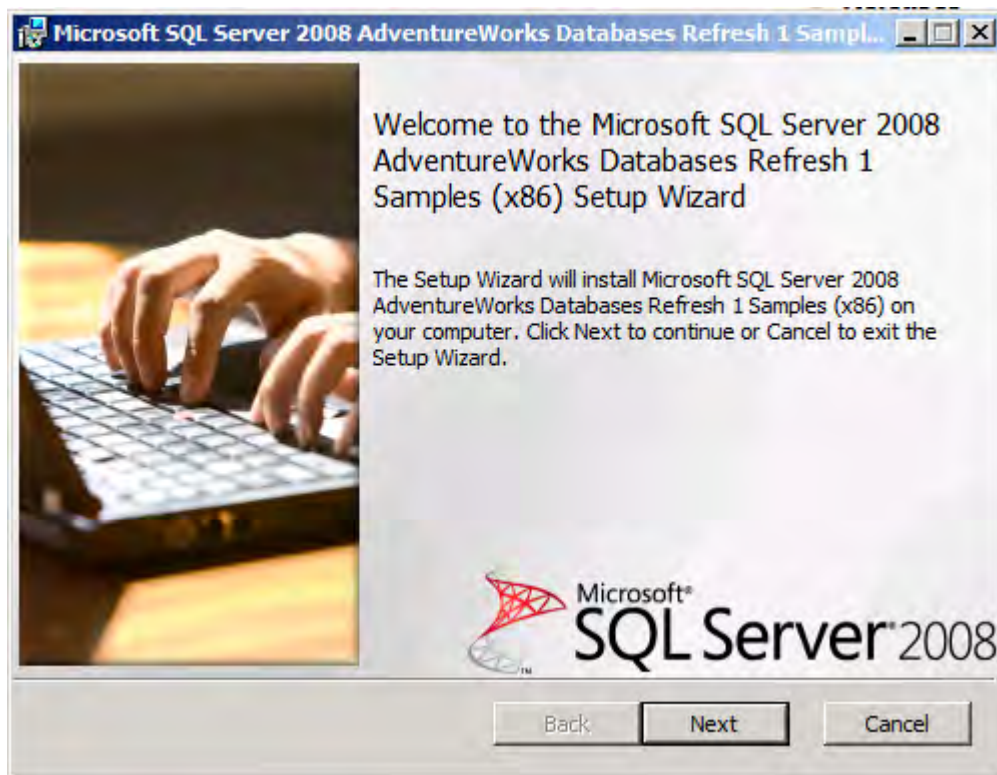 Microsoft SQL Server 2008 AdventureWorks Databases Refresh 1 Sampl...
Welcome to the Microsoft SQL Server 2008
AdventureWorks Databases Refresh 1
Samples (x86) Setup Wizard
The Setup Wizard will install Microsoft SQL Server 2008
AdventureWorks Databases Refresh 1 Samples (x86) on
your computer. Click Next to continue or Cancel to exit the
Setup Wizard.
Microsoft®
SQL Server® 2008
TM
Back
Next
Cancel